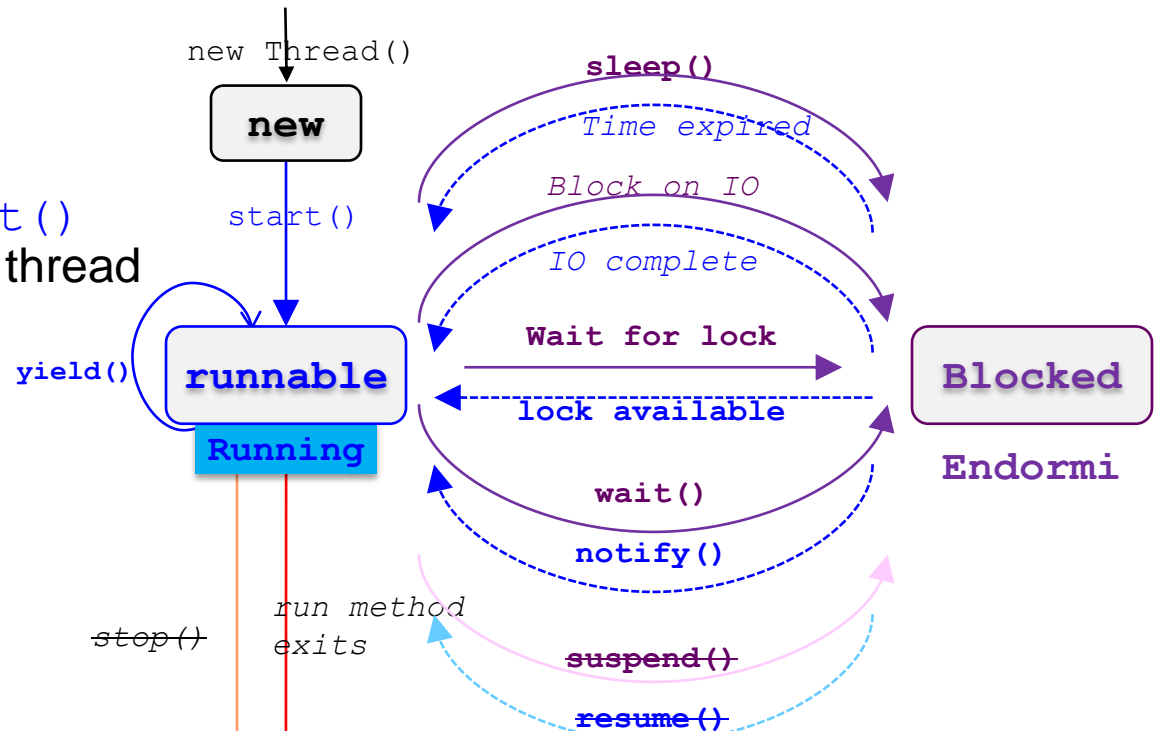 new Thread()
sleep()
new
Time expired
Block on IO
t()
start()
thread
IO complete
Wait for lock
yield()
runnable
Blocked
lock available
Running
Endormi
wait()
notify()
run method
stop()
exits
suspend()
resume()